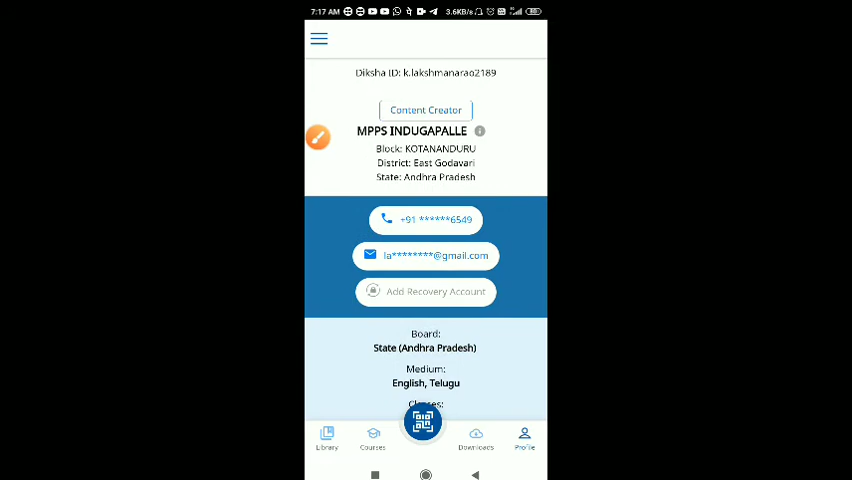 7:17 AM 3.6KB/s
Diksha ID: k.lakshmanarao2189
Content Creator
MPPS INDUGAPALLE
Block: KOTANANDURU
District: East Godavari
State: Andhra Pradesh
+91 ******6549
la********@gmail.com
Add Recovery Account
Board:
State (Andhra Pradesh)
Medium:
English, Telugu
Classes:
Library Courses Downloads Profile